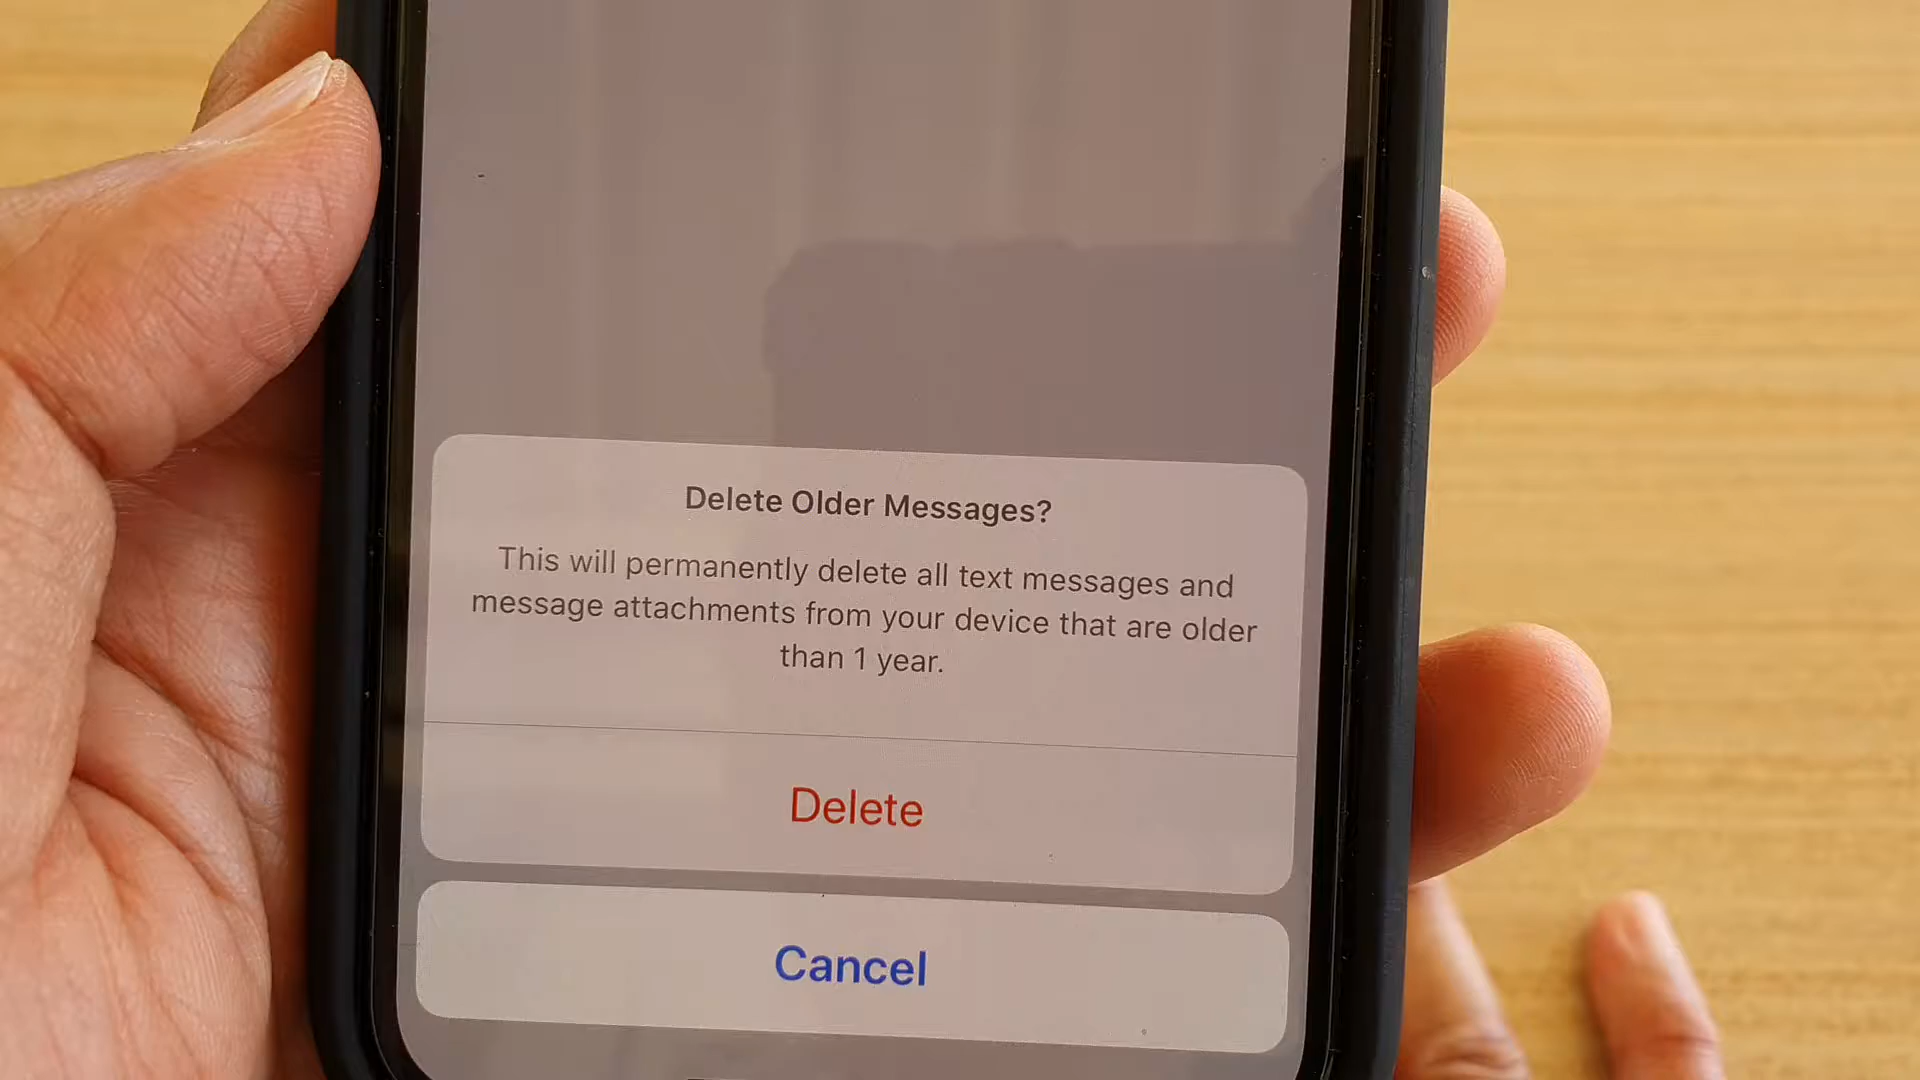 Delete Older Messages?
This will permanently delete all text messages and
message attachments from your device that are older
than 1 year.
Delete
Cancel